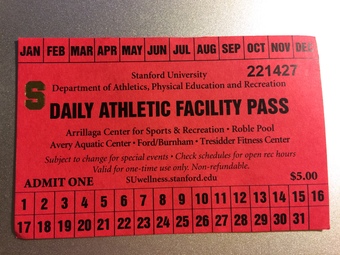 JAN FEB MAR APR MAY JUN JUL AUG SEP OCT NOV DEC
Stanford University 221427
Department of Athletics, Physical Education and Recreation
S DAILY ATHLETIC FACILITY PASS
Arrillaga Center for Sports & Recreation • Roble Pool
Avery Aquatic Center • Ford/Burnham • Tresidder Fitness Center
Subject to change for special events • Check schedules for open rec hours
Valid for one-time use only. Non-refundable.
ADMIT ONE SUwellness.stanford.edu $5.00
1 2 3 4 5 6 7 8 9 10 11 12 13 14 15 16
17 18 19 20 21 22 23 24 25 26 27 28 29 30 31